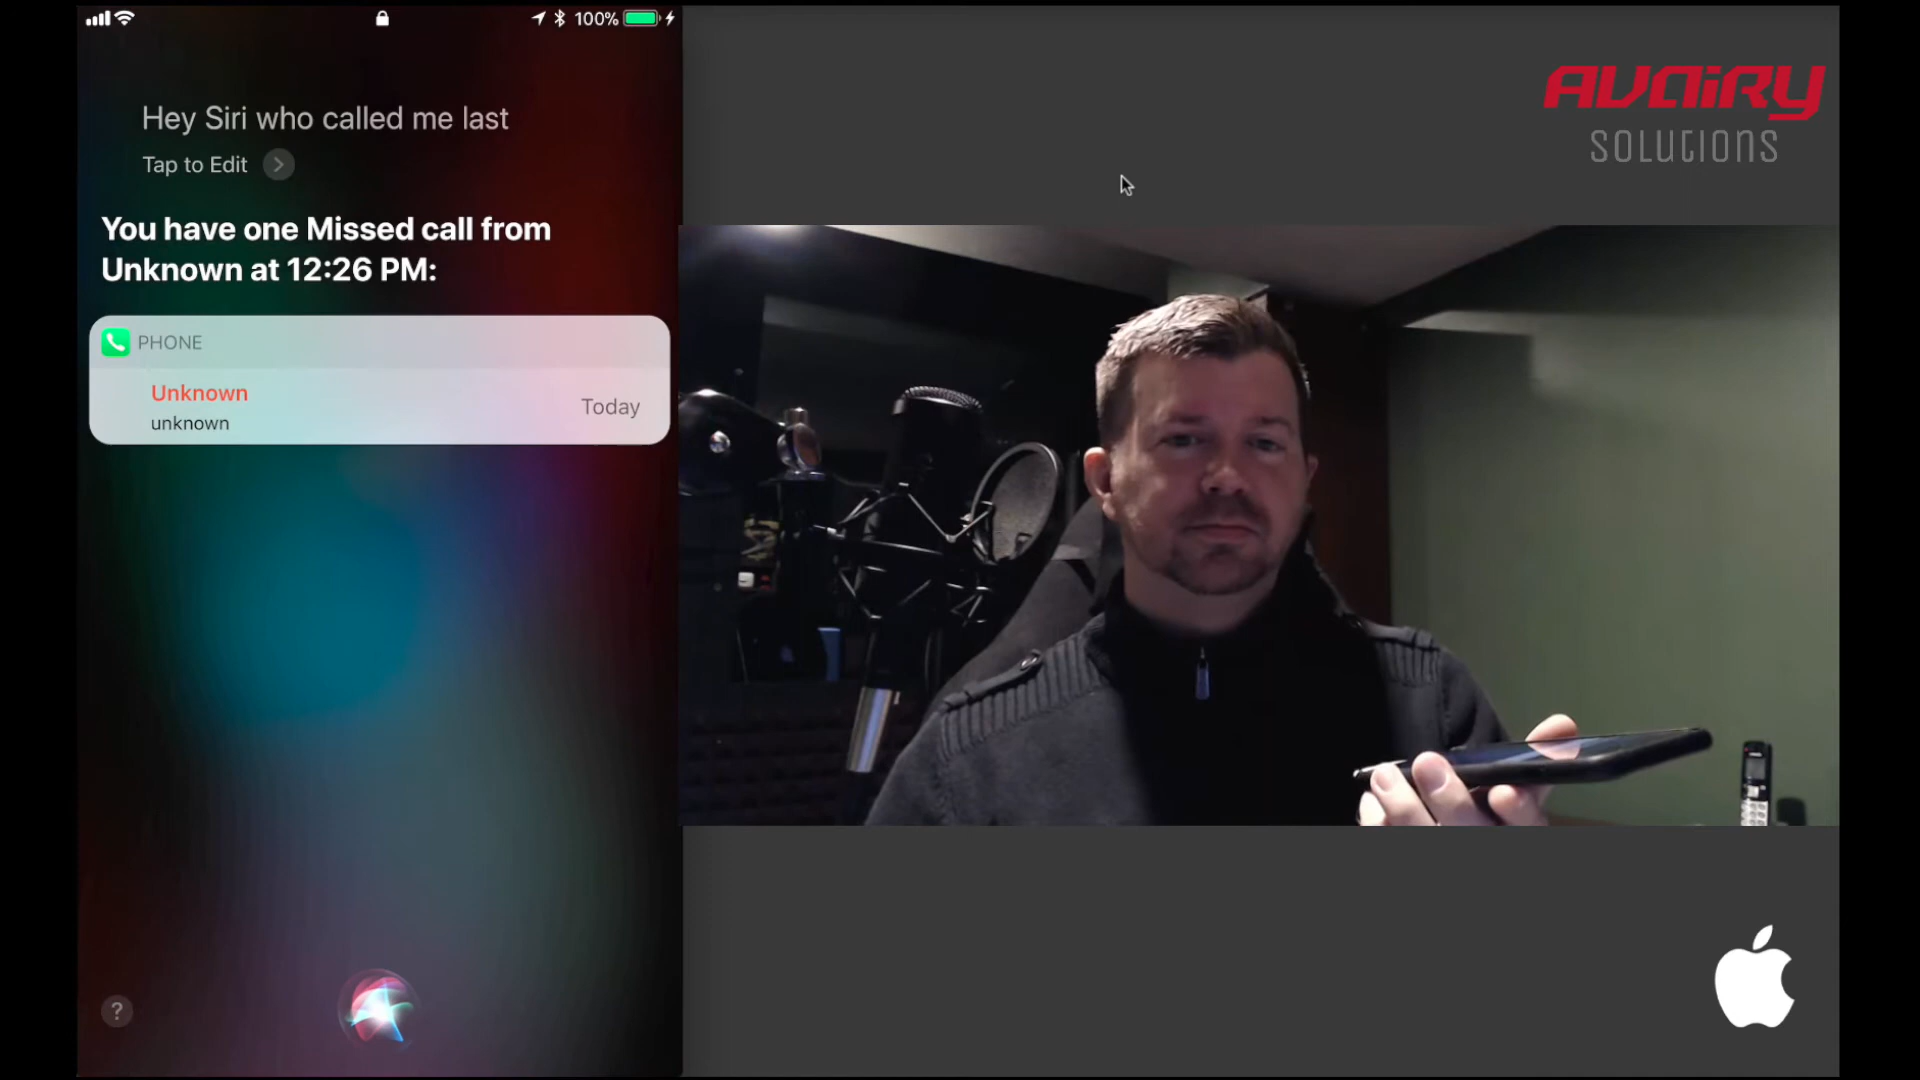 100%
Hey Siri who called me last
Tap to Edit
You have one Missed call from
Unknown at 12:26 PM:
PHONE
Unknown
unknown
Today
?
AVAIRY
SOLUTIONS